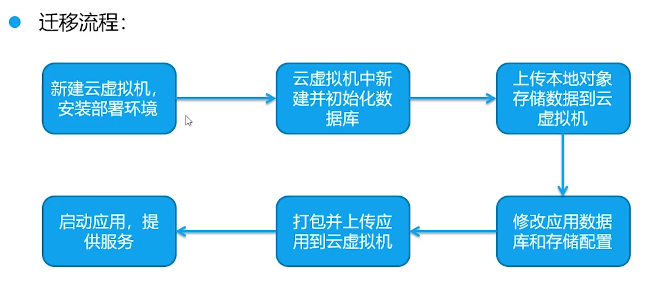 迁移流程：
新建云虚拟机，
安装部署环境
云虚拟机中新
建并初始化数
据库
上传本地对象
存储数据到云
虚拟机
修改应用数据
库和存储配置
打包并上传应
用到云虚拟机
启动应用，提
供服务